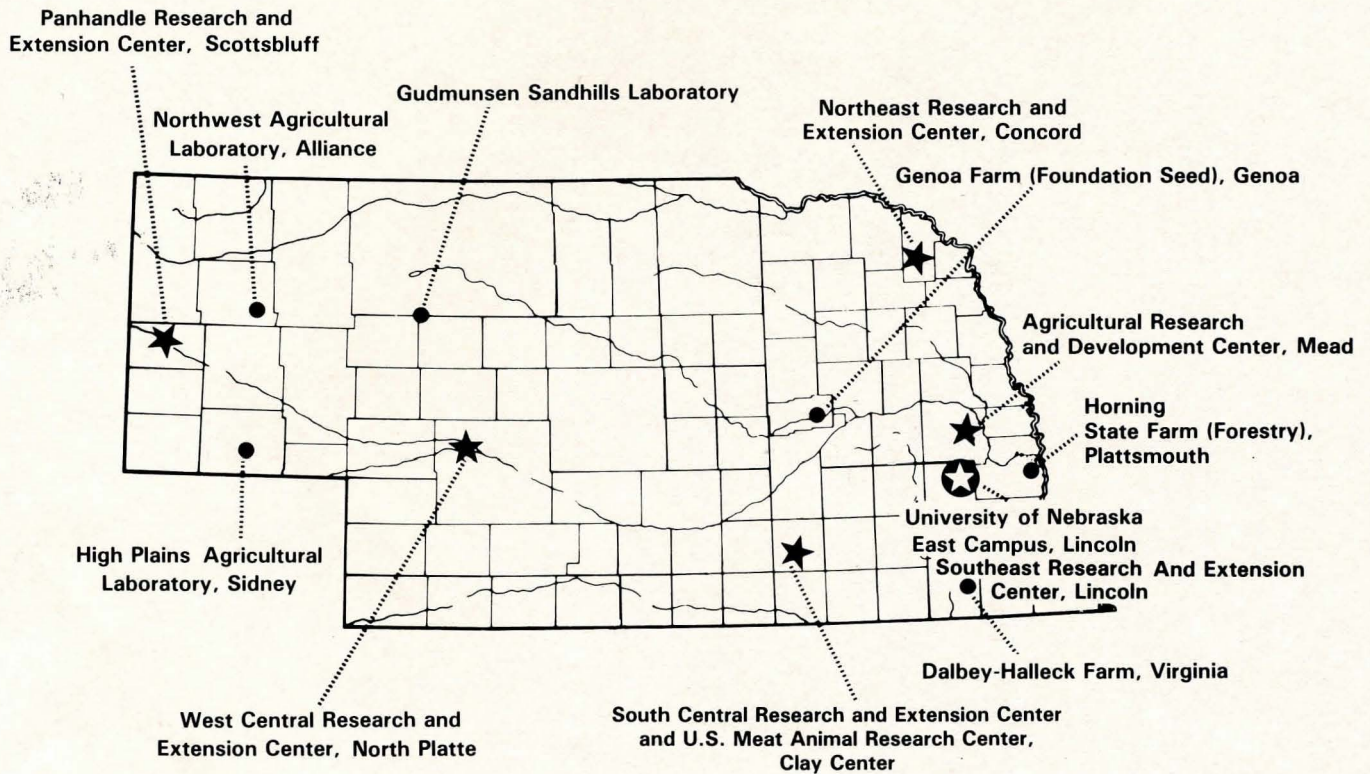 Panhandle Research and
Extension Center, Scottsbluff
Northwest Agricultural
Laboratory, Alliance
Gudmunsen Sandhills Laboratory
Northeast Research and
Extension Center, Concord
Genoa Farm (Foundation Seed), Genoa
Agricultural Research
and Development Center, Mead
Horning
State Farm (Forestry),
Plattsmouth
University of Nebraska
East Campus, Lincoln
Southeast Research And Extension
Center, Lincoln
High Plains Agricultural
Laboratory, Sidney
Dalbey-Halleck Farm, Virginia
West Central Research and
Extension Center, North Platte
South Central Research and Extension Center
and U.S. Meat Animal Research Center,
Clay Center